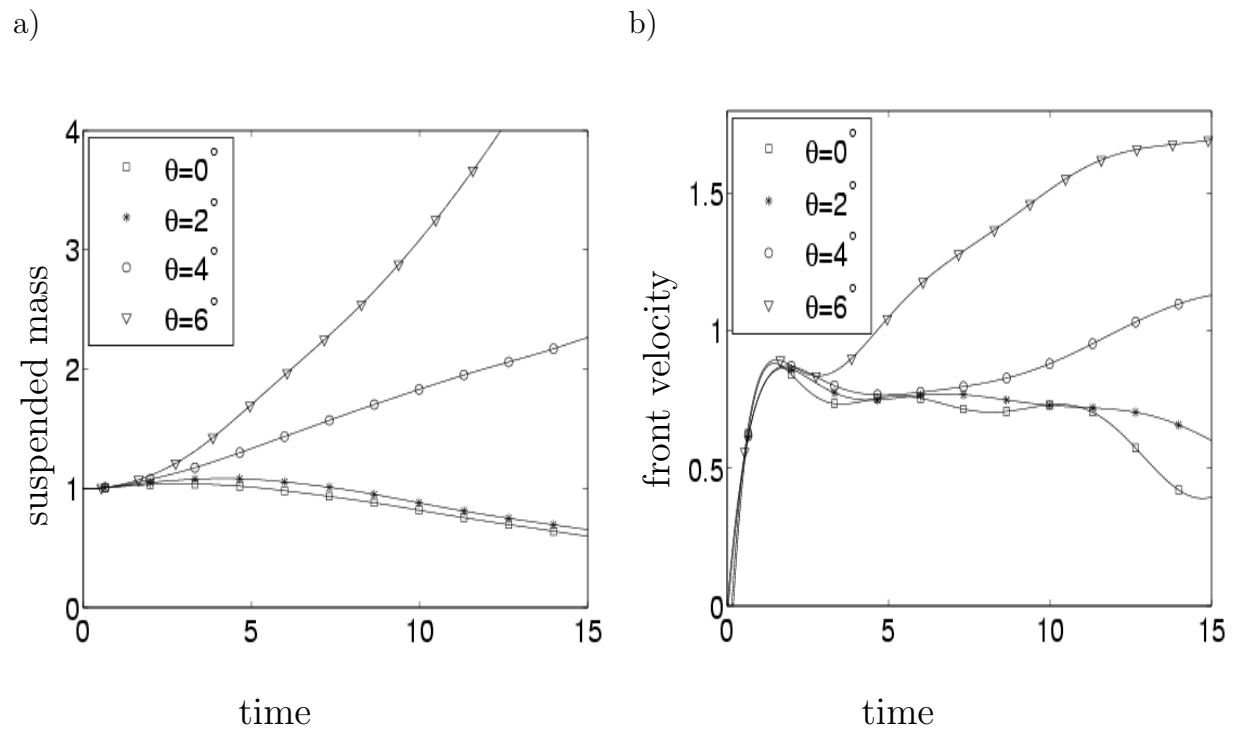 a)
suspended mass
4
3
2
1
0
θ=0°
θ=2°
θ=4°
θ=6°
0 5 10 15
time
b)
front velocity
1.5
1
0.5
0
θ=0°
θ=2°
θ=4°
θ=6°
0 5 10 15
time